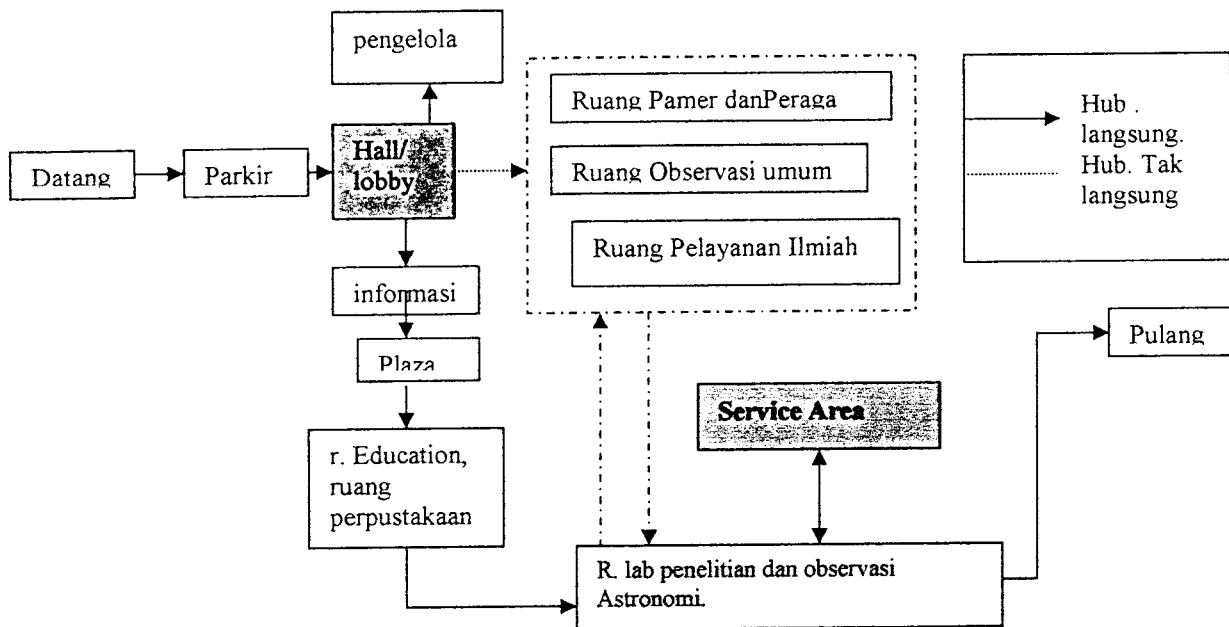 pengelola
Ruang Pamer danPeraga
Hub .
langsung.
Hub. Tak
langsung
Hall/
lobby
Datang
Parkir
Ruang Observasi umum
Ruang Pelayanan Ilmiah
informasi
Plaza
Pulang
Service Area
r. Education,
ruang
perpustakaan
R. lab penelitian dan observasi
Astronomi.